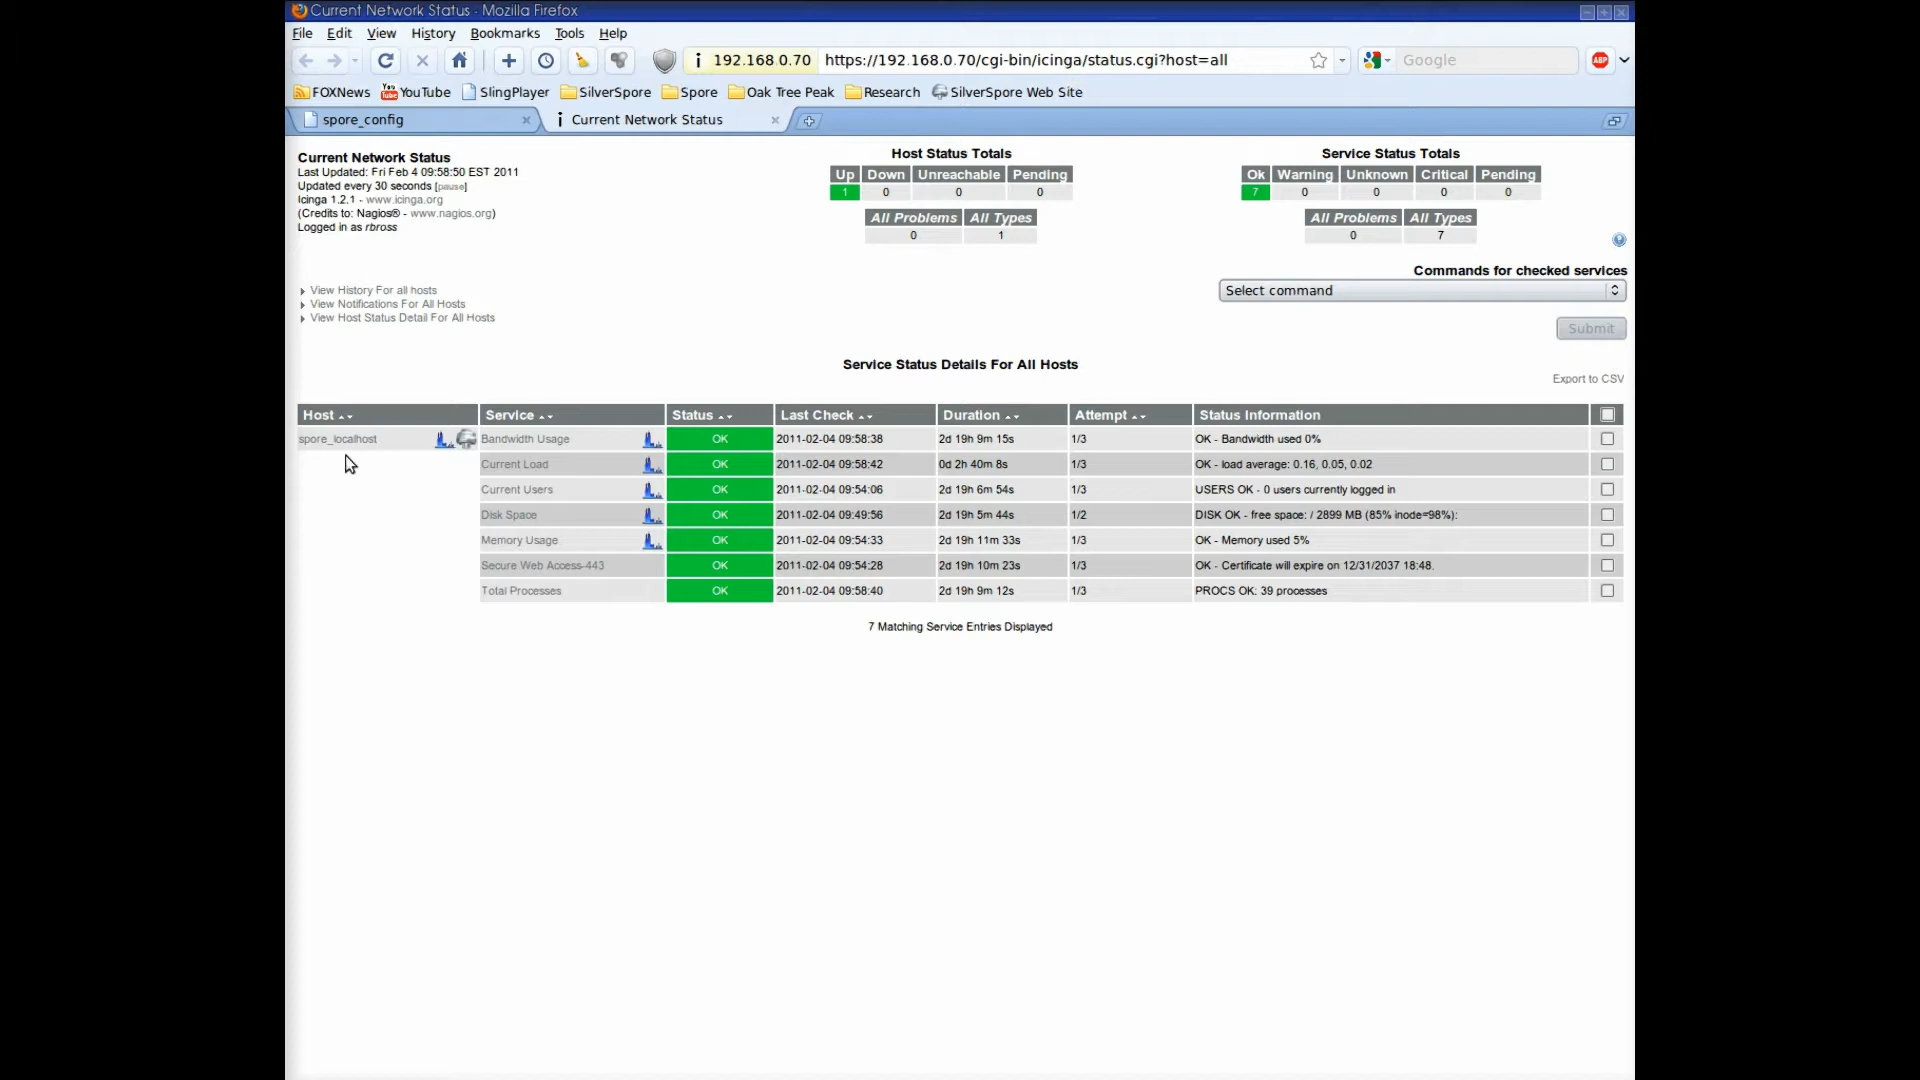 Current Network Status - Mozilla Firefox
File Edit View History Bookmarks Tools Help
192.168.0.70 https://192.168.0.70/cgi-bin/icinga/status.cgi?host=all Google ABP
FOXNews YouTube SlingPlayer SilverSpore Spore Oak Tree Peak Research SilverSpore Web Site
spore_config Current Network Status
Current Network Status
Last Updated: Fri Feb 4 09:58:50 EST 2011
Updated every 30 seconds [pause]
Icinga 1.2.1 - www.icinga.org
(Credits to: Nagios® - www.nagios.org)
Logged in as rbross
View History For all hosts
View Notifications For All Hosts
View Host Status Detail For All Hosts
Host Status Totals
Up Down Unreachable Pending
1 0 0 0
All Problems All Types
0 1
Service Status Totals
Ok Warning Unknown Critical Pending
7 0 0 0 0
All Problems All Types
0 7
Commands for checked services
Select command
Submit
Service Status Details For All Hosts
Export to CSV
Host Service Status Last Check Duration Attempt Status Information
spore_localhost Bandwidth Usage OK 2011-02-04 09:58:38 2d 19h 9m 15s 1/3 OK - Bandwidth used 0%
Current Load OK 2011-02-04 09:58:42 0d 2h 40m 8s 1/3 OK - load average: 0.16, 0.05, 0.02
Current Users OK 2011-02-04 09:54:06 2d 19h 6m 54s 1/3 USERS OK - 0 users currently logged in
Disk Space OK 2011-02-04 09:49:56 2d 19h 5m 44s 1/2 DISK OK - free space: / 2899 MB (85% inode=98%):
Memory Usage OK 2011-02-04 09:54:33 2d 19h 11m 33s 1/3 OK - Memory used 5%
Secure Web Access-443 OK 2011-02-04 09:54:28 2d 19h 10m 23s 1/3 OK - Certificate will expire on 12/31/2037 18:48.
Total Processes OK 2011-02-04 09:58:40 2d 19h 9m 12s 1/3 PROCS OK: 39 processes
7 Matching Service Entries Displayed